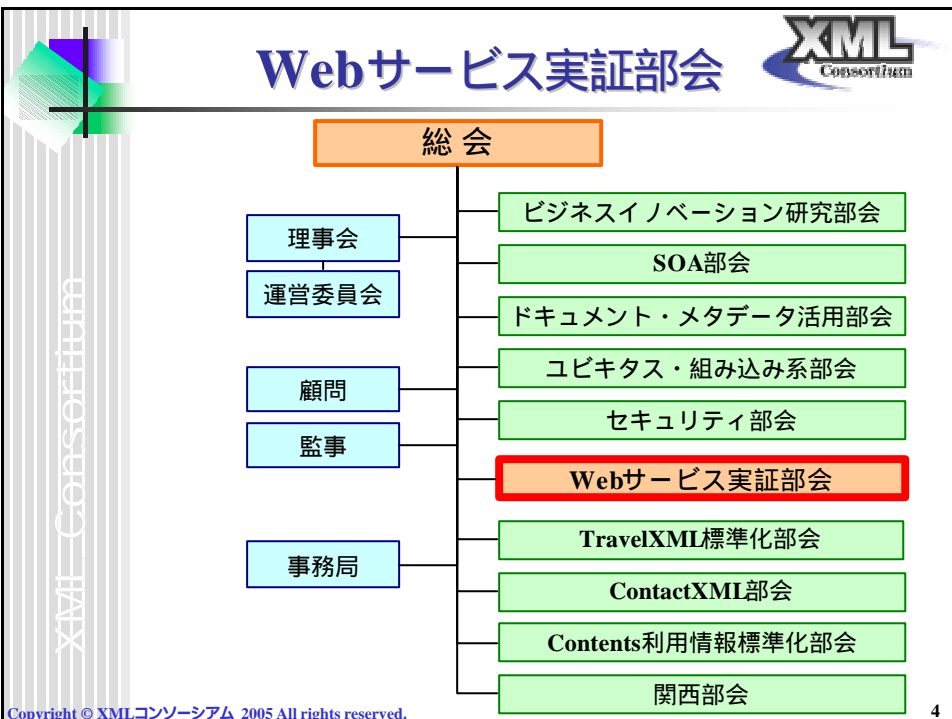 Webサービス実証部会
XML
Consortium
総 会
理事会
運営委員会
顧問
監事
事務局
ビジネスイノベーション研究部会
SOA部会
ドキュメント・メタデータ活用部会
ユビキタス・組み込み系部会
セキュリティ部会
Webサービス実証部会
TravelXML標準化部会
ContactXML部会
Contents利用情報標準化部会
関西部会
XML Consortium
Copyright © XMLコンソーシアム 2005 All rights reserved.
4